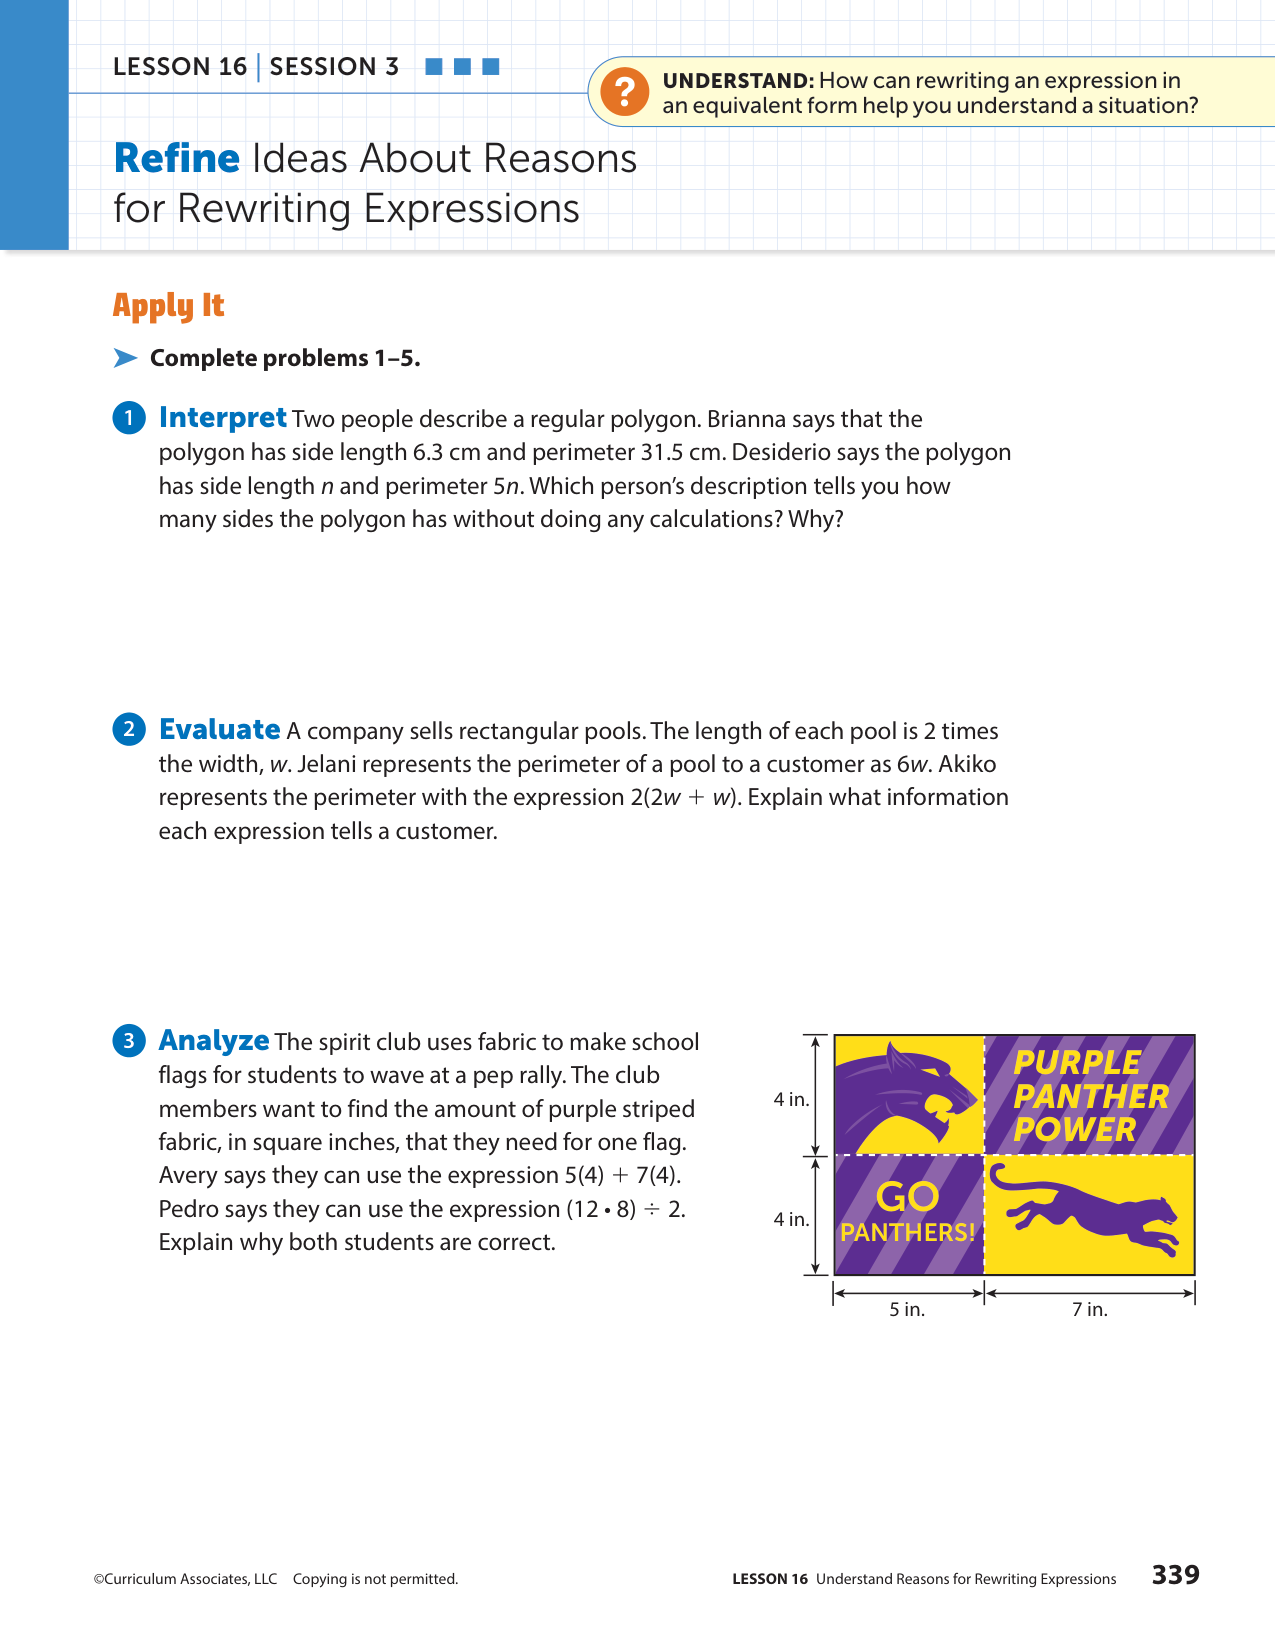 LESSON 16 | SESSION 3
? UNDERSTAND: How can rewriting an expression in
an equivalent form help you understand a situation?
Refine Ideas About Reasons
for Rewriting Expressions
Apply It
Complete problems 1–5.
1 Interpret Two people describe a regular polygon. Brianna says that the
polygon has side length 6.3 cm and perimeter 31.5 cm. Desiderio says the polygon
has side length n and perimeter 5n. Which person's description tells you how
many sides the polygon has without doing any calculations? Why?
2 Evaluate A company sells rectangular pools. The length of each pool is 2 times
the width, w. Jelani represents the perimeter of a pool to a customer as 6w. Akiko
represents the perimeter with the expression 2(2w + w). Explain what information
each expression tells a customer.
3 Analyze The spirit club uses fabric to make school
flags for students to wave at a pep rally. The club
members want to find the amount of purple striped
fabric, in square inches, that they need for one flag.
Avery says they can use the expression 5(4) + 7(4).
Pedro says they can use the expression (12 • 8) ÷ 2.
Explain why both students are correct.
4 in.
PURPLE
PANTHER
POWER
4 in.
GO
PANTHERS!
5 in.
7 in.
©Curriculum Associates, LLC Copying is not permitted.
LESSON 16 Understand Reasons for Rewriting Expressions 339